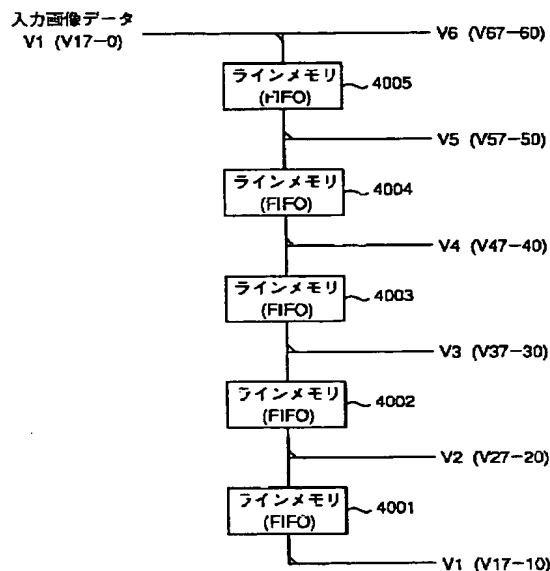 入力画像データ
V1 (V17-0)
V6 (V67-60)
ラインメモリ
(FIFO)
4005
V5 (V57-50)
ラインメモリ
(FIFO)
4004
V4 (V47-40)
ラインメモリ
(FIFO)
4003
V3 (V37-30)
ラインメモリ
(FIFO)
4002
V2 (V27-20)
ラインメモリ
(FIFO)
4001
V1 (V17-10)